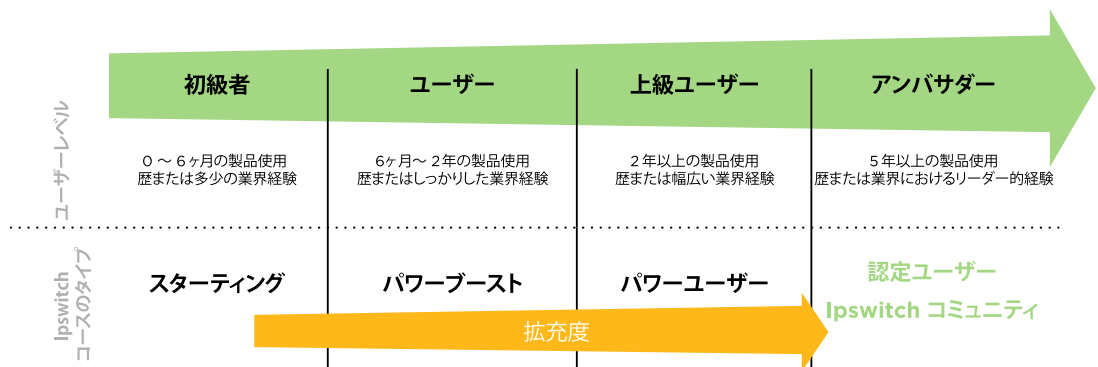 初級者
ユーザー
上級ユーザー
アンバサダー
ユーザーレベル
0 〜 6ヶ月の製品使用
歴または多少の業界経験
6ヶ月〜 2年の製品使用
歴またはしっかりした業界経験
2年以上の製品使用
歴または幅広い業界経験
5年以上の製品使用
歴または業界におけるリーダー的経験
Ipswitch
コースのタイプ
スターティング
パワーブースト
パワーユーザー
認定ユーザー
Ipswitch コミュニティ
拡充度